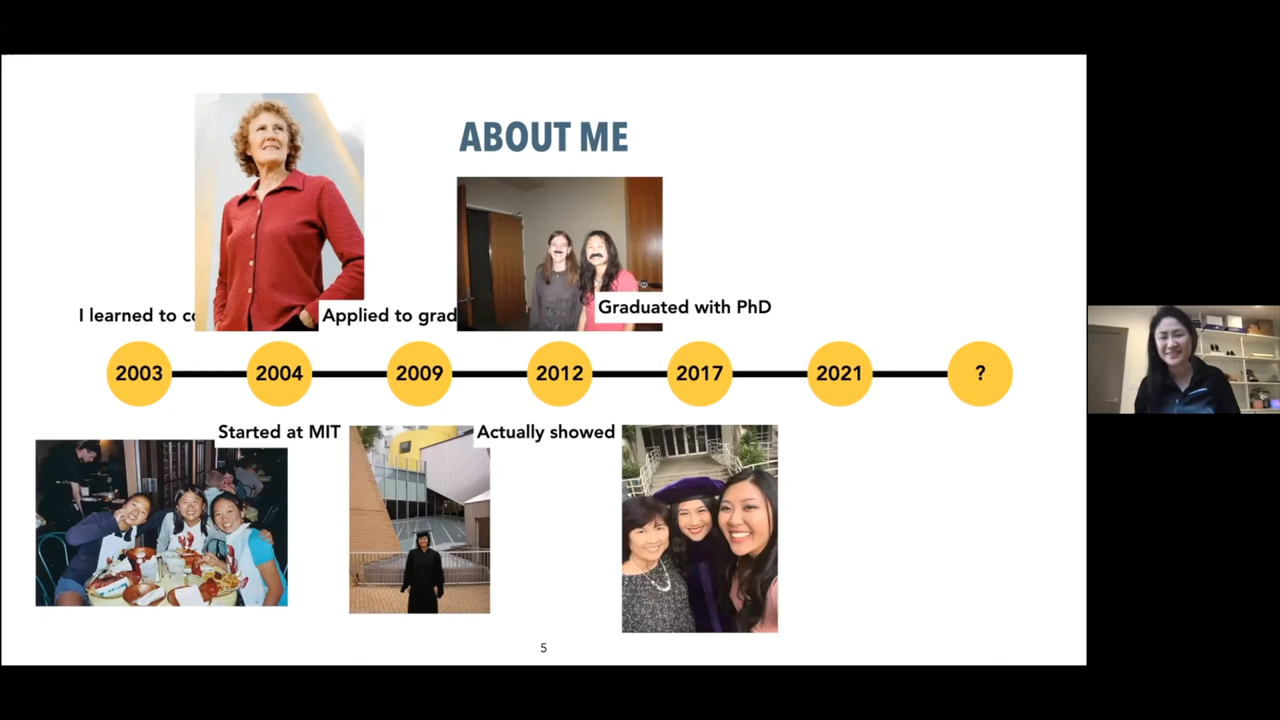 ABOUT ME
I learned to
Applied to grad
Graduated with PhD
2003
2004
2009
2012
2017
2021
?
Started at MIT
Actually showed
5